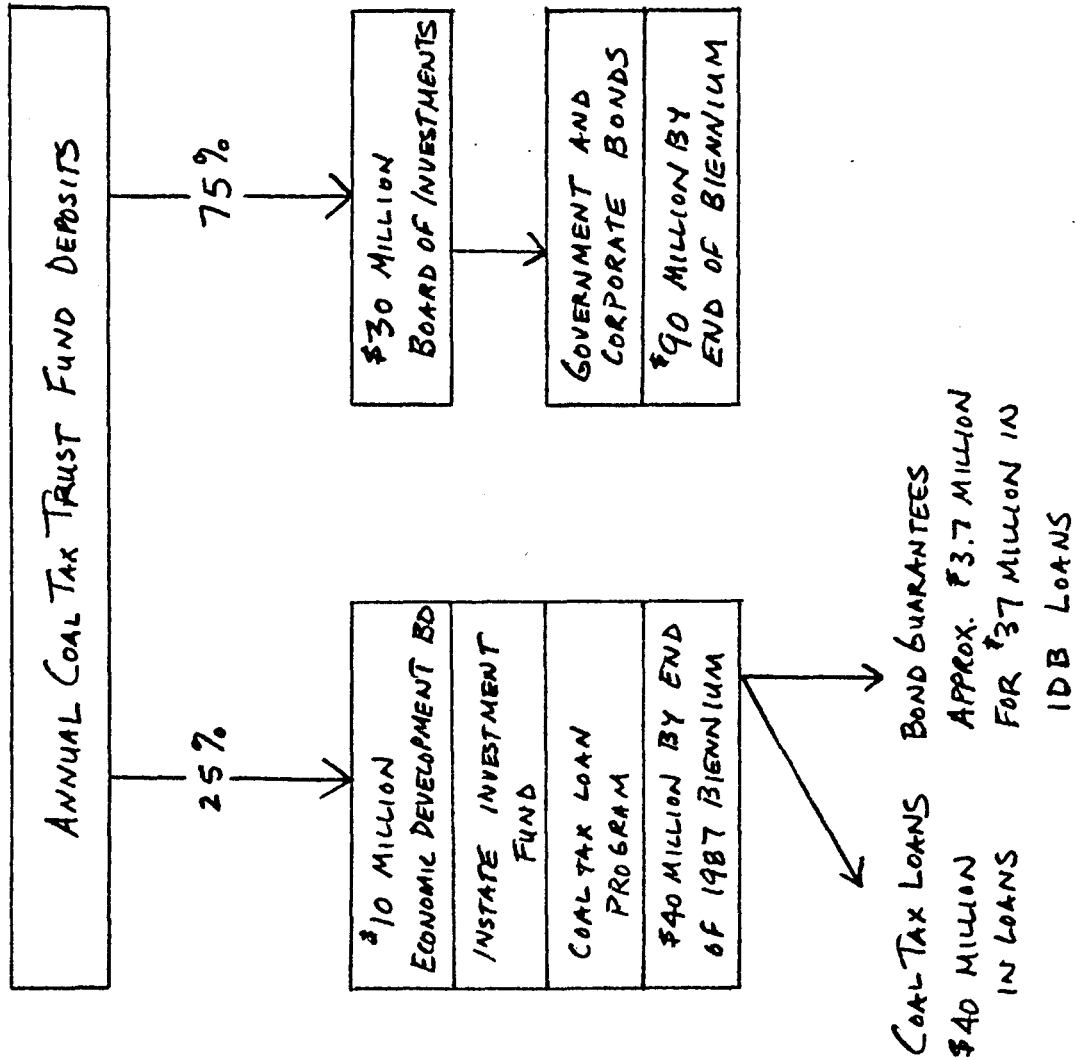 ANNUAL COAL TAX TRUST FUND DEPOSITS
25%
75%
$10 MILLION
ECONOMIC DEVELOPMENT BD
INSTATE INVESTMENT
FUND
COAL TAX LOAN
PROGRAM
$40 MILLION BY END
OF 1987 BIENNIUM
$30 MILLION
BOARD OF INVESTMENTS
GOVERNMENT AND
CORPORATE BONDS
$90 MILLION BY
END OF BIENNIUM
COAL TAX LOANS
$40 MILLION
IN LOANS
BOND GUARANTEES
APPROX. $3.7 MILLION
FOR $37 MILLION IN
IDB LOANS